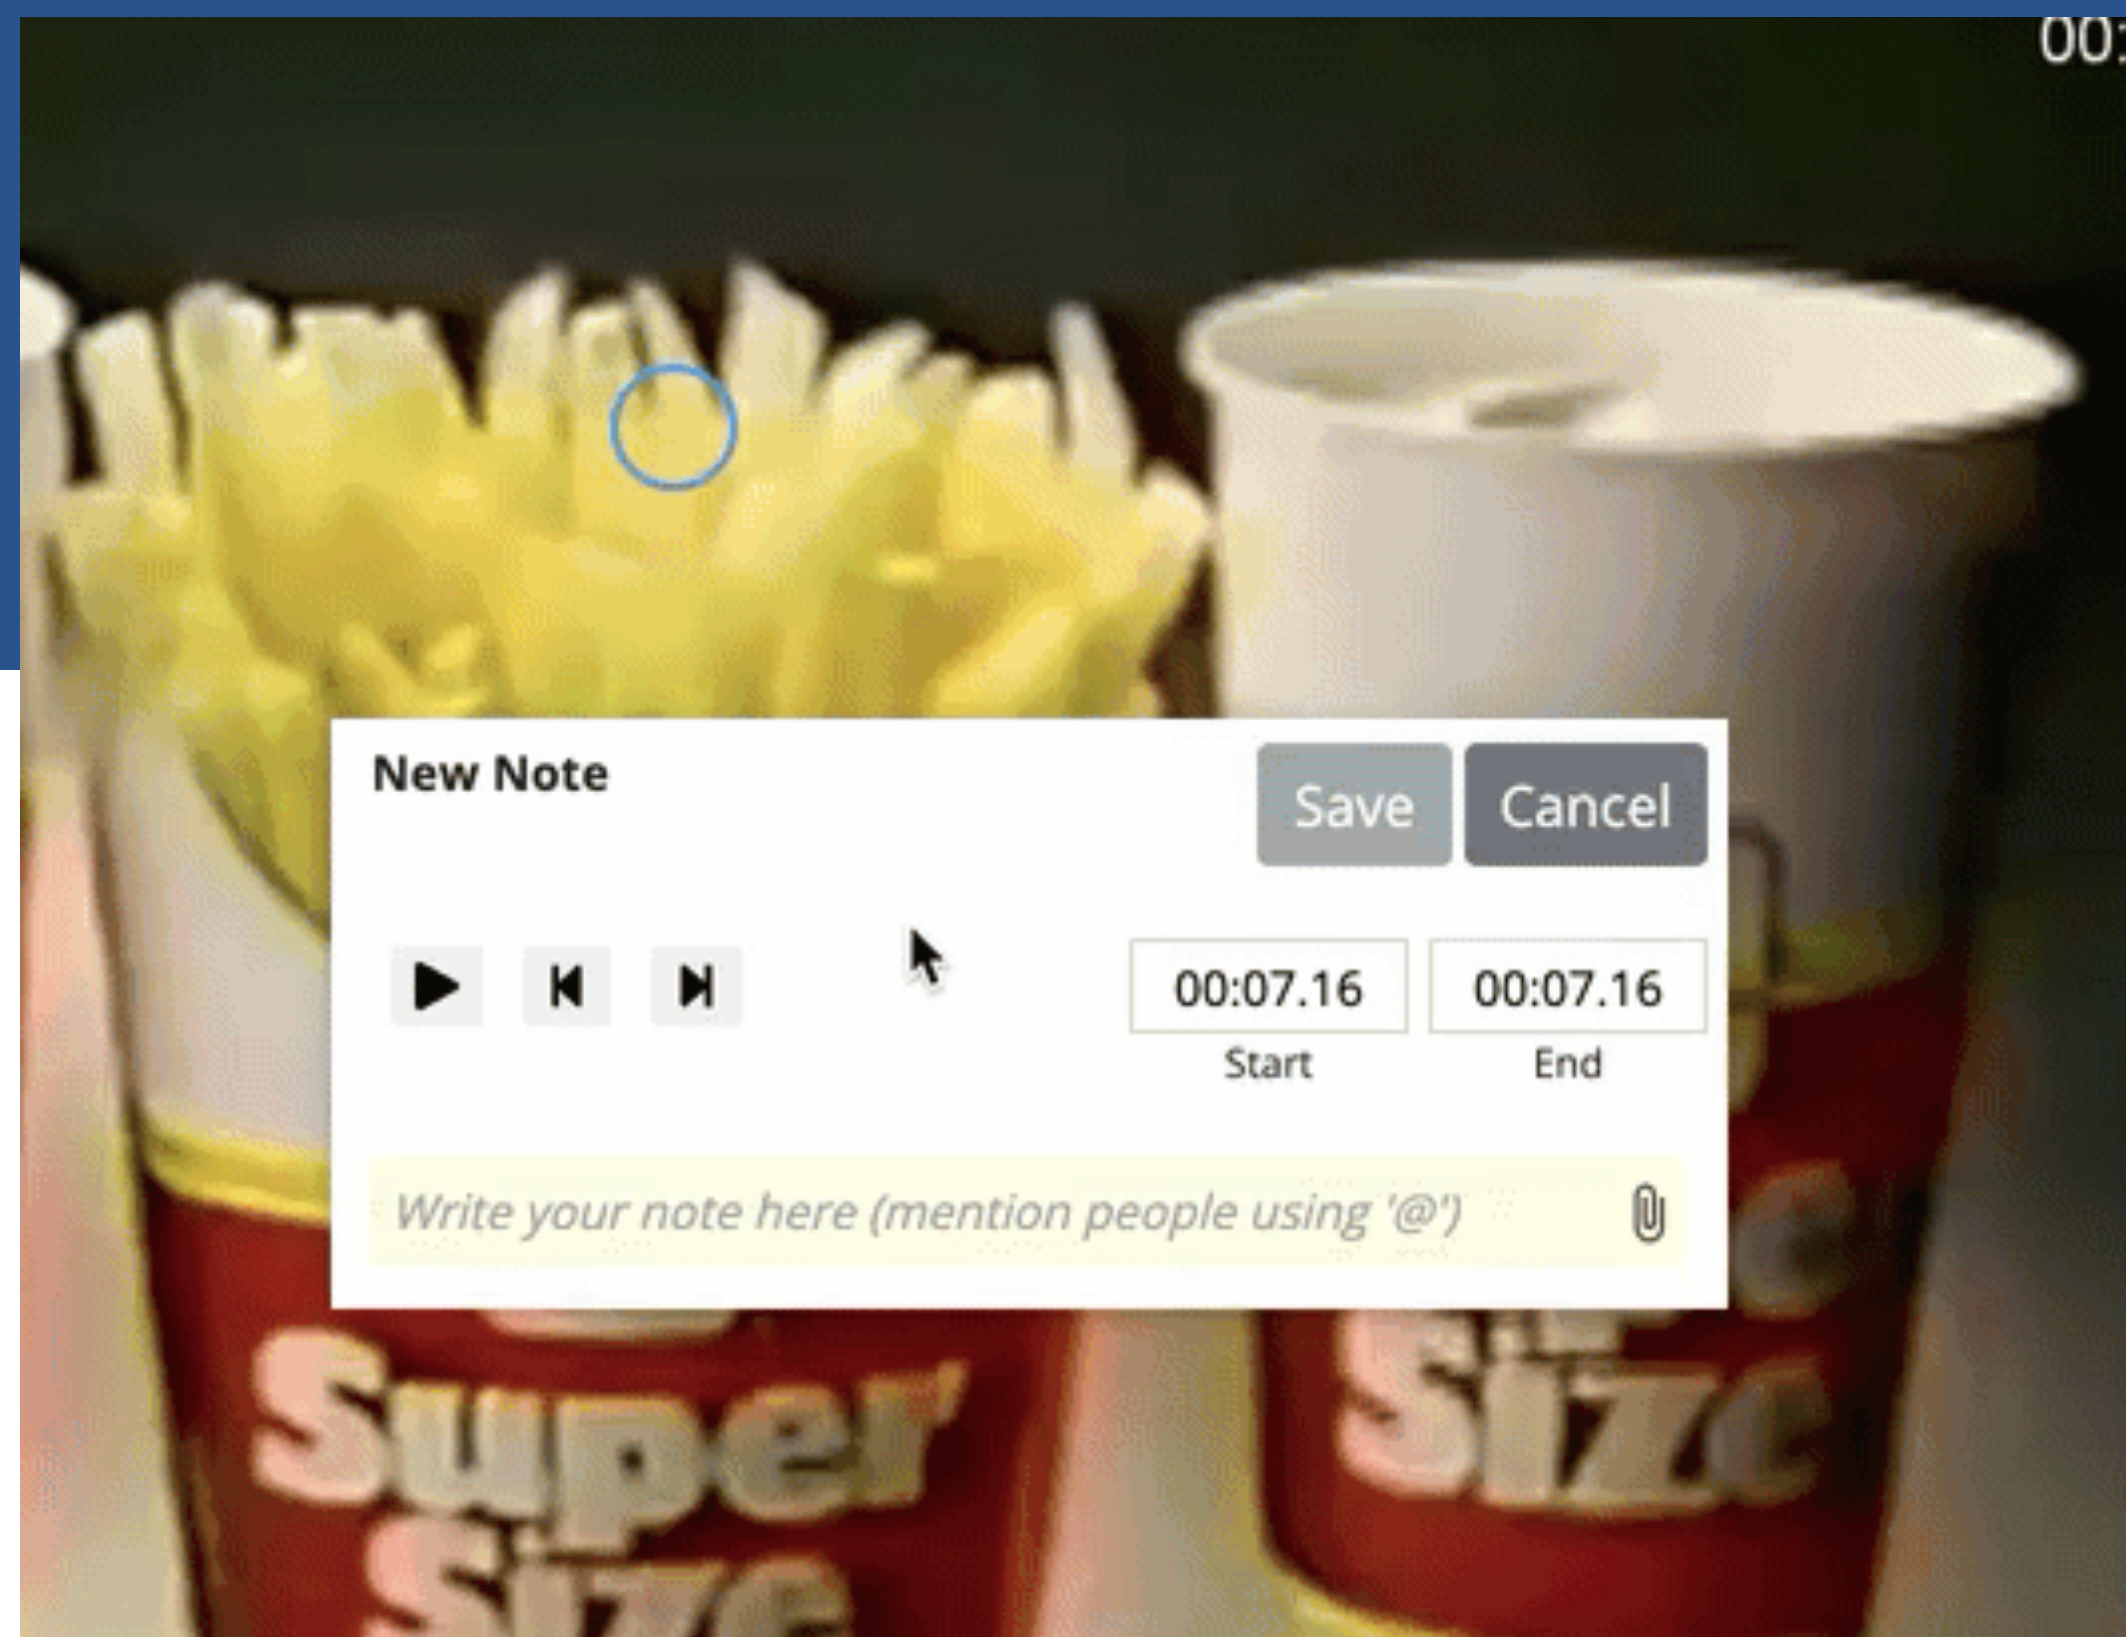 00:
New Note
Save
Cancel
00:07.16
00:07.16
Start
End
Write your note here (mention people using '@')
Super
Size
Size